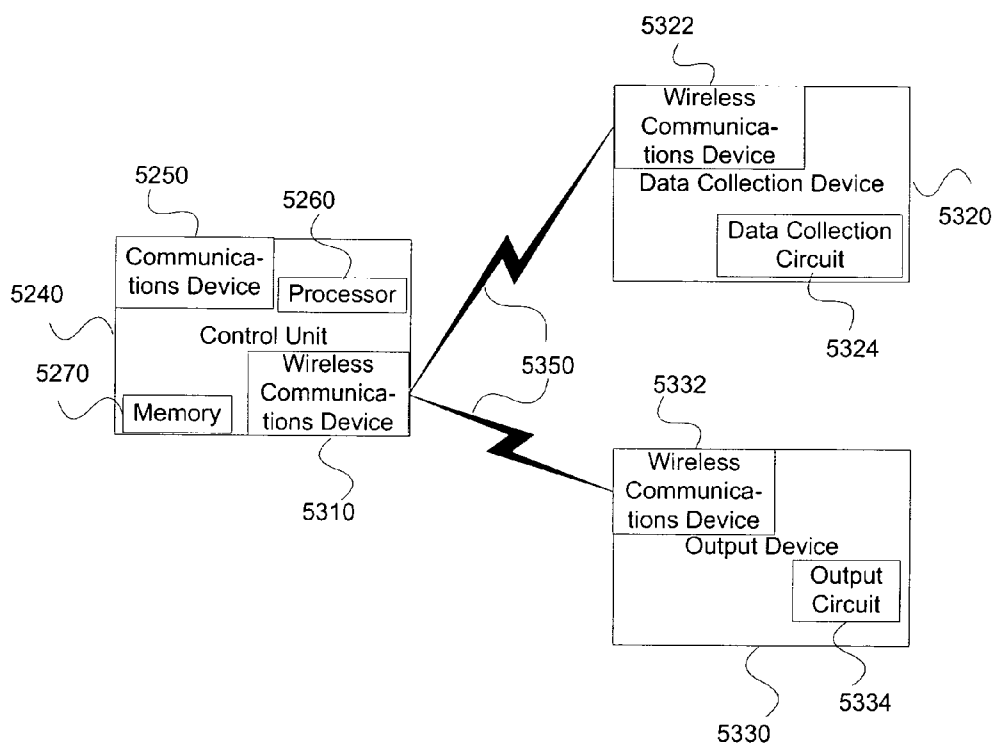 5322
Wireless
Communica-
tions Device
Data Collection Device
5320
Data Collection
Circuit
5324
5250
5260
Communica-
tions Device
Processor
5240
Control Unit
5270
Wireless
Communica-
tions Device
Memory
5310
5350
5332
Wireless
Communica-
tions Device
Output Device
Output
Circuit
5334
5330